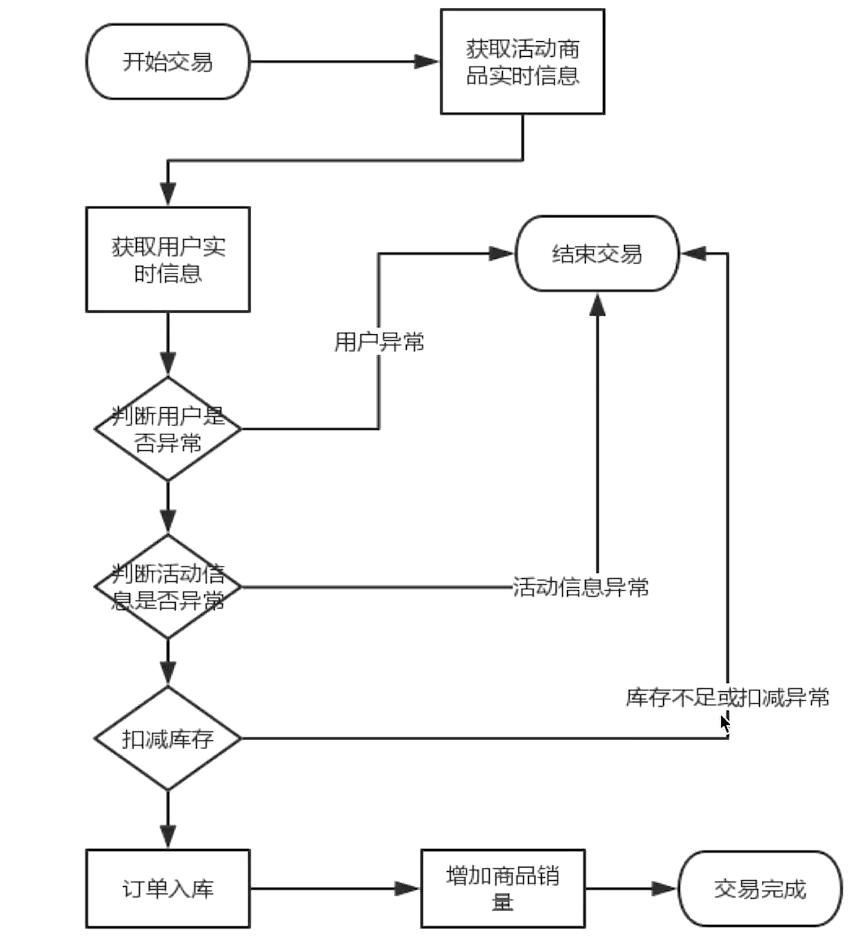 开始交易
获取活动商
品实时信息
获取用户实
时信息
结束交易
用户异常
判断用户是
否异常
判断活动信
息是否异常
活动信息异常
库存不足或扣减异常
扣减库存
订单入库
增加商品销
量
交易完成